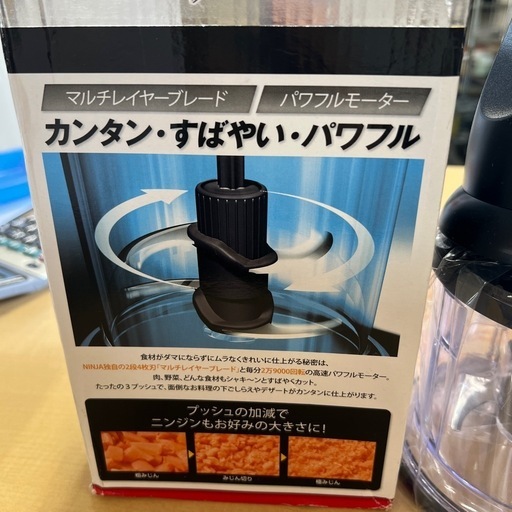 マルチレイヤーブレード
パワフルモーター
カンタン・すばやい・パワフル
食材がダマにならずにムラなくきれいに仕上がる秘密は、
NINJA独自の2段4枚刃「マルチレイヤーブレード」と毎分2万9000回転の高速パワフルモーター。
肉、野菜、どんな食材もシャキ〜ンとすばやくカット。
たったの3プッシュで、面倒なお料理の下ごしらえやデザートがカンタンに仕上がります。
プッシュの加減で
ニンジンもお好みの大きさに!
粗みじん
みじん切り
極みじん